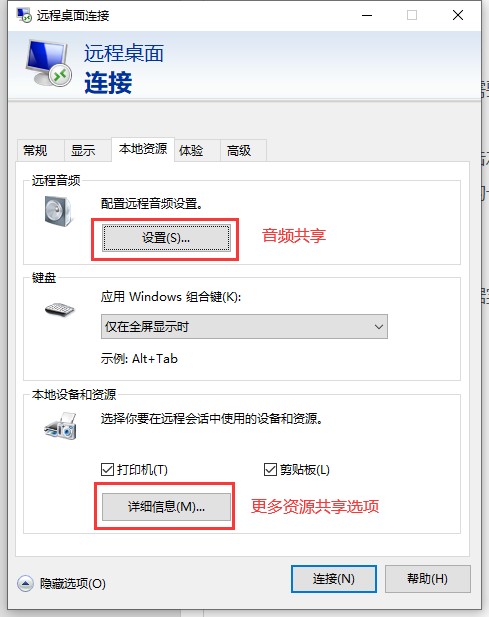 远程桌面连接
远程桌面
连接
常规 显示 本地资源 体验 高级
远程音频
配置远程音频设置。
设置(S)... 音频共享
键盘
应用 Windows 组合键(K):
仅在全屏显示时
示例: Alt+Tab
本地设备和资源
选择你要在远程会话中使用的设备和资源。
打印机(T) 剪贴板(L)
详细信息(M)... 更多资源共享选项
隐藏选项(O) 连接(N) 帮助(H)